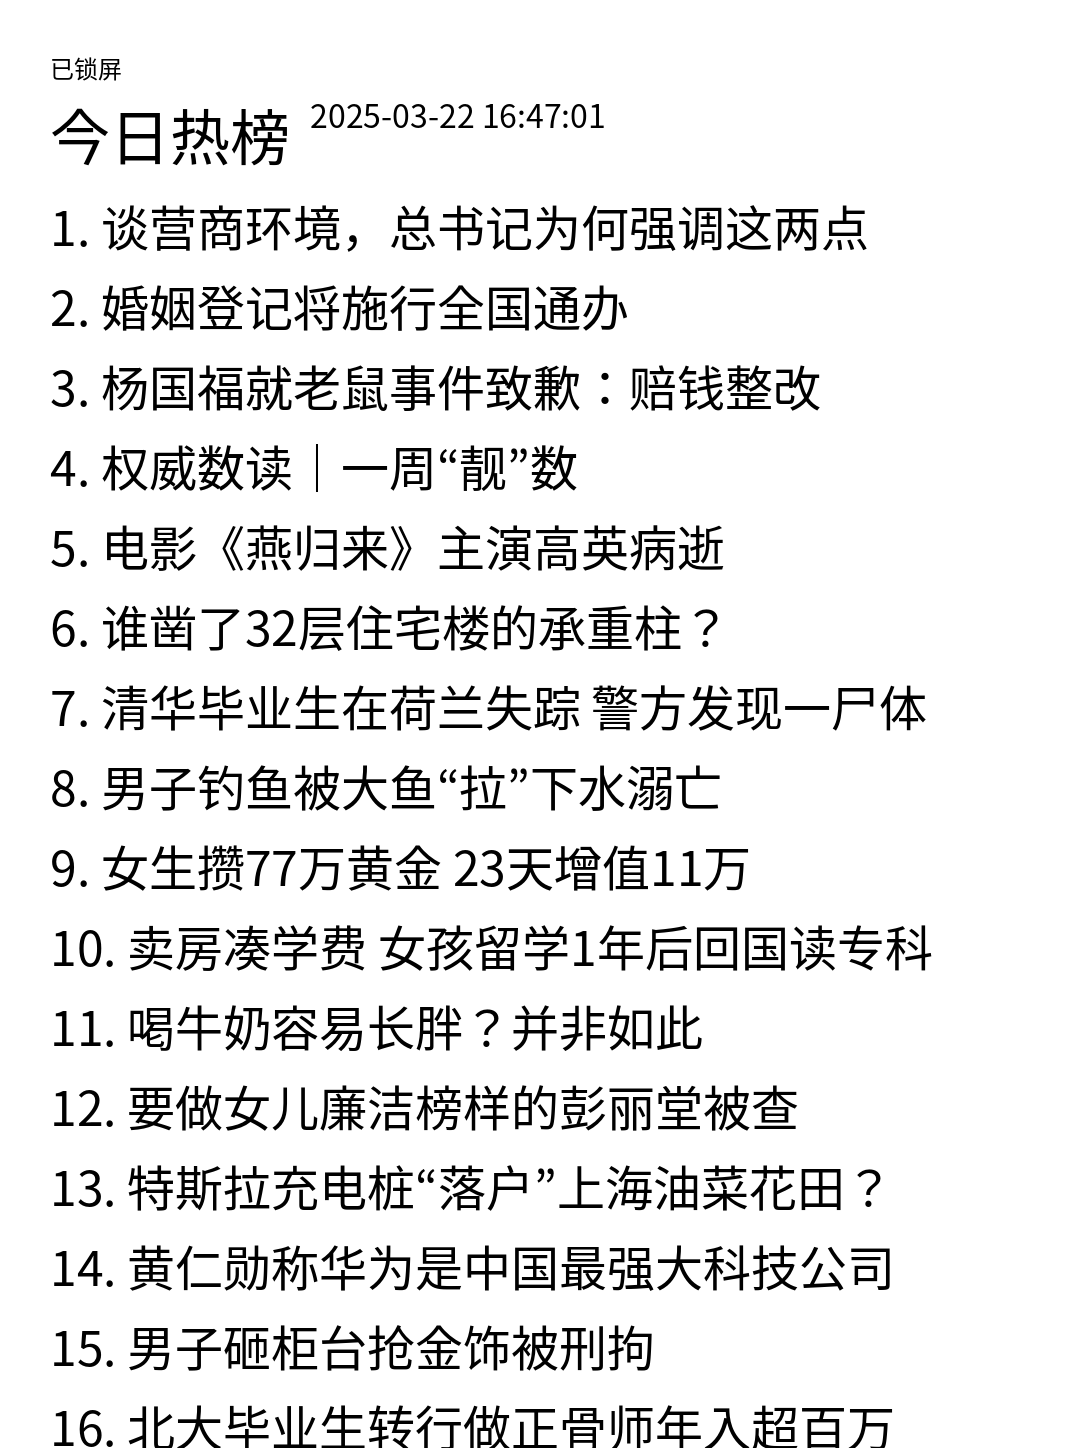 已锁屏
今日热榜 2025-03-22 16:47:01
1. 谈营商环境，总书记为何强调这两点
2. 婚姻登记将施行全国通办
3. 杨国福就老鼠事件致歉：赔钱整改
4. 权威数读｜一周“靓”数
5. 电影《燕归来》主演高英病逝
6. 谁凿了32层住宅楼的承重柱？
7. 清华毕业生在荷兰失踪 警方发现一尸体
8. 男子钓鱼被大鱼“拉”下水溺亡
9. 女生攒77万黄金 23天增值11万
10. 卖房凑学费 女孩留学1年后回国读专科
11. 喝牛奶容易长胖？并非如此
12. 要做女儿廉洁榜样的彭丽堂被查
13. 特斯拉充电桩“落户”上海油菜花田？
14. 黄仁勋称华为是中国最强大科技公司
15. 男子砸柜台抢金饰被刑拘
16. 北大毕业生转行做正骨师年入超百万